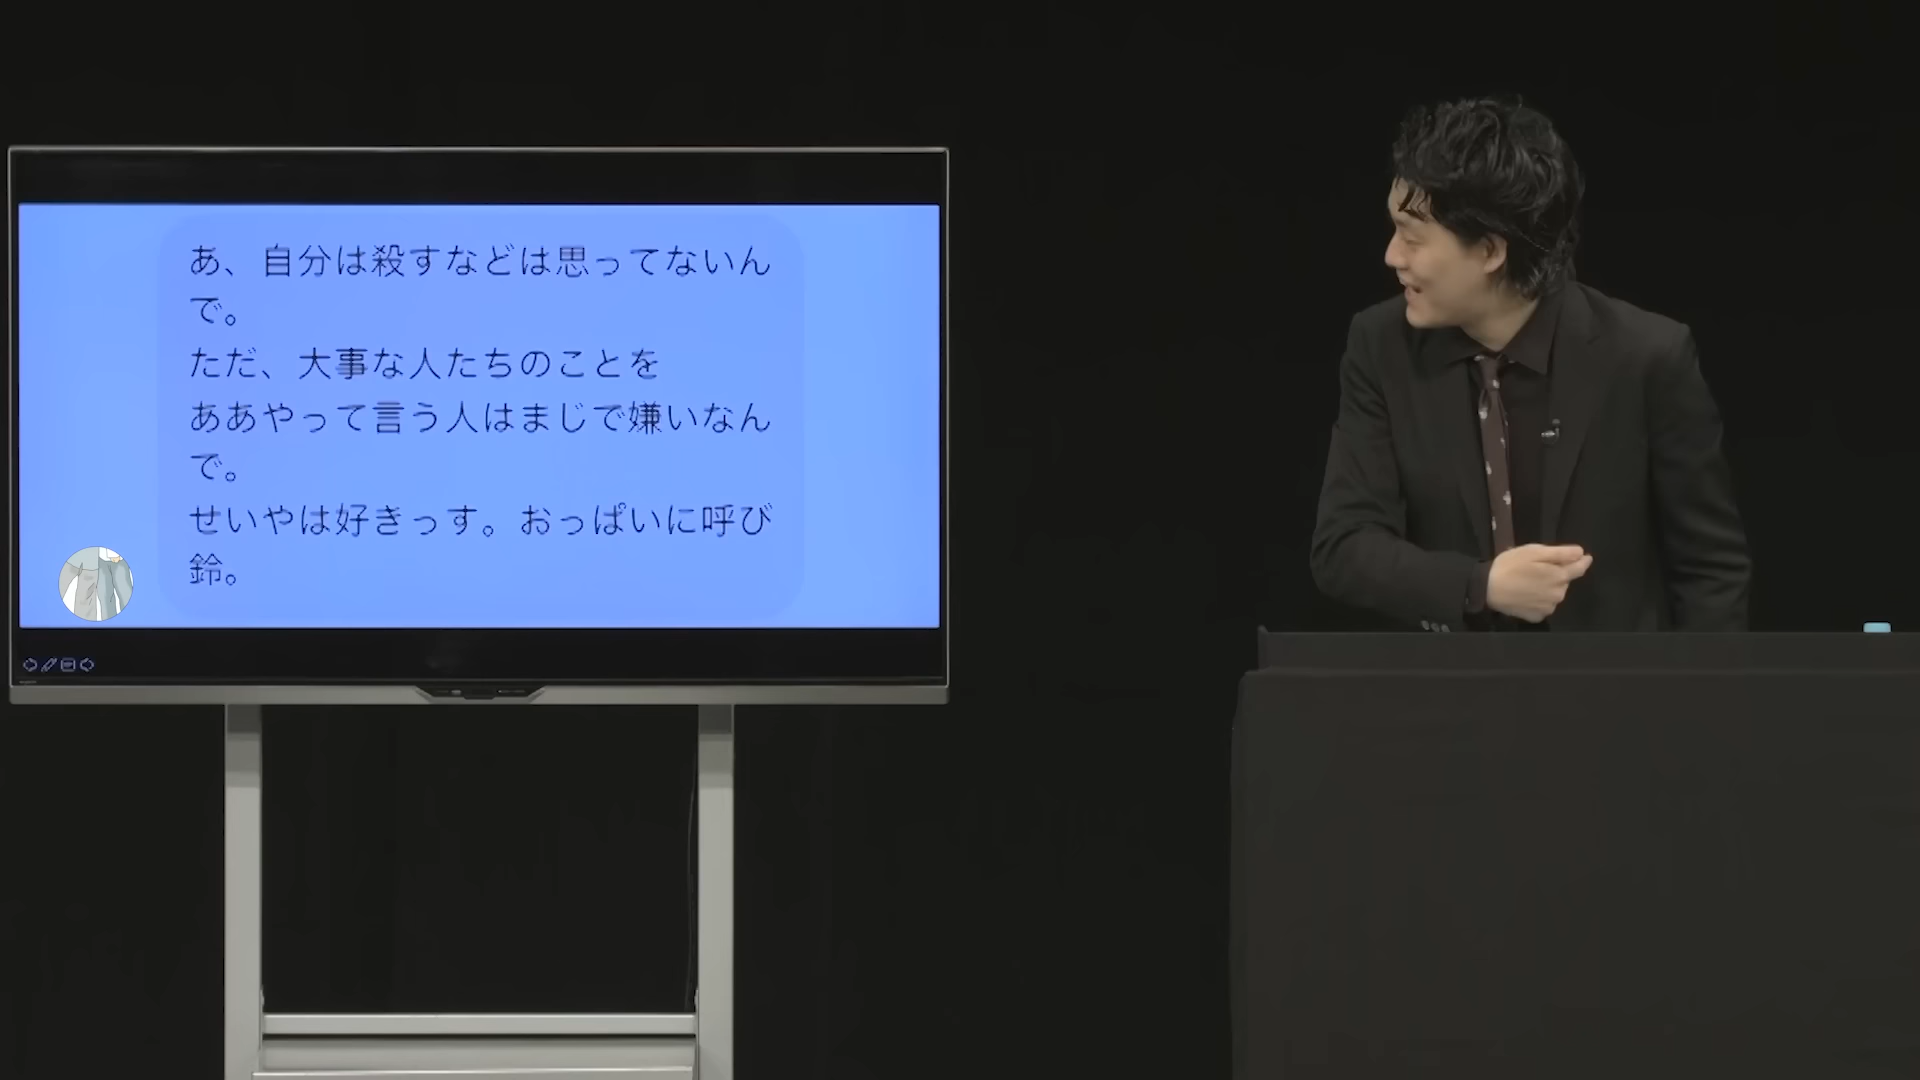 あ、自分は殺すなどは思ってないん
で。
ただ、大事な人たちのことを
ああやって言う人はまじで嫌いなん
で。
せいやは好きっす。おっぱいに呼び
鈴。